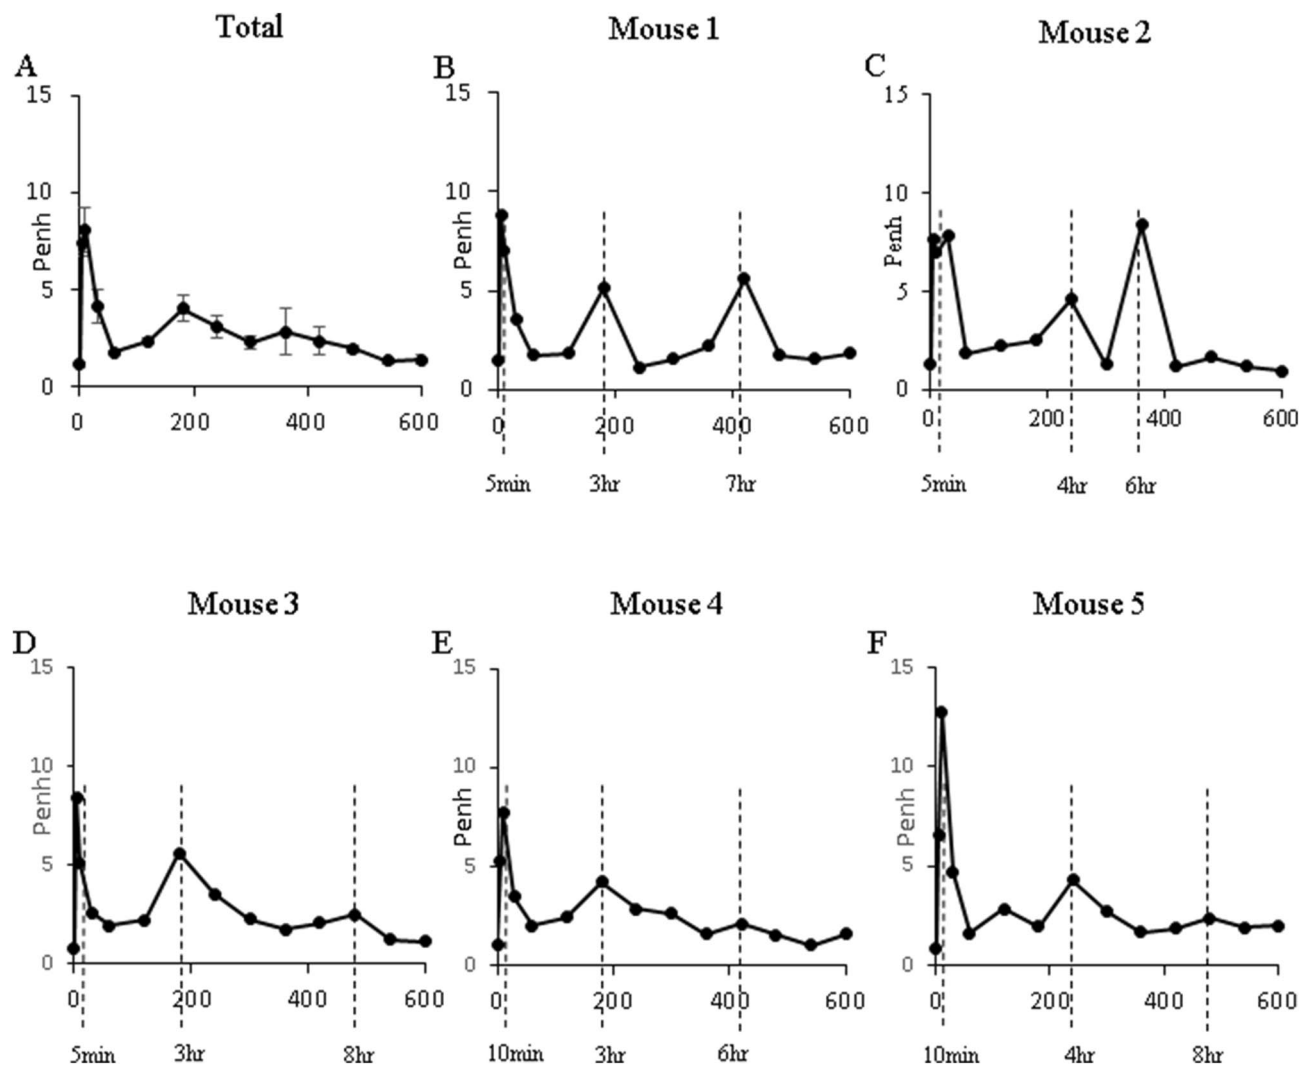 Total
Mouse 1
Mouse 2
A
B
C
15
10
5
0
Penh
0 200 400 600
15
10
5
0
Penh
0 200 400 600
5min 3hr 7hr
15
10
5
0
Penh
0 200 400 600
5min 4hr 6hr
Mouse 3
Mouse 4
Mouse 5
D
E
F
15
10
5
0
Penh
0 200 400 600
5min 3hr 8hr
15
10
5
0
Penh
0 200 400 600
10min 3hr 6hr
15
10
5
0
Penh
0 200 400 600
10min 4hr 8hr